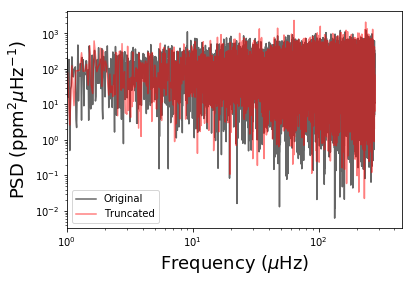 10³
10²
10¹
10⁰
10⁻¹
10⁻²
PSD (ppm²μHz⁻¹)
Original
Truncated
10⁰ 10¹ 10²
Frequency (μHz)